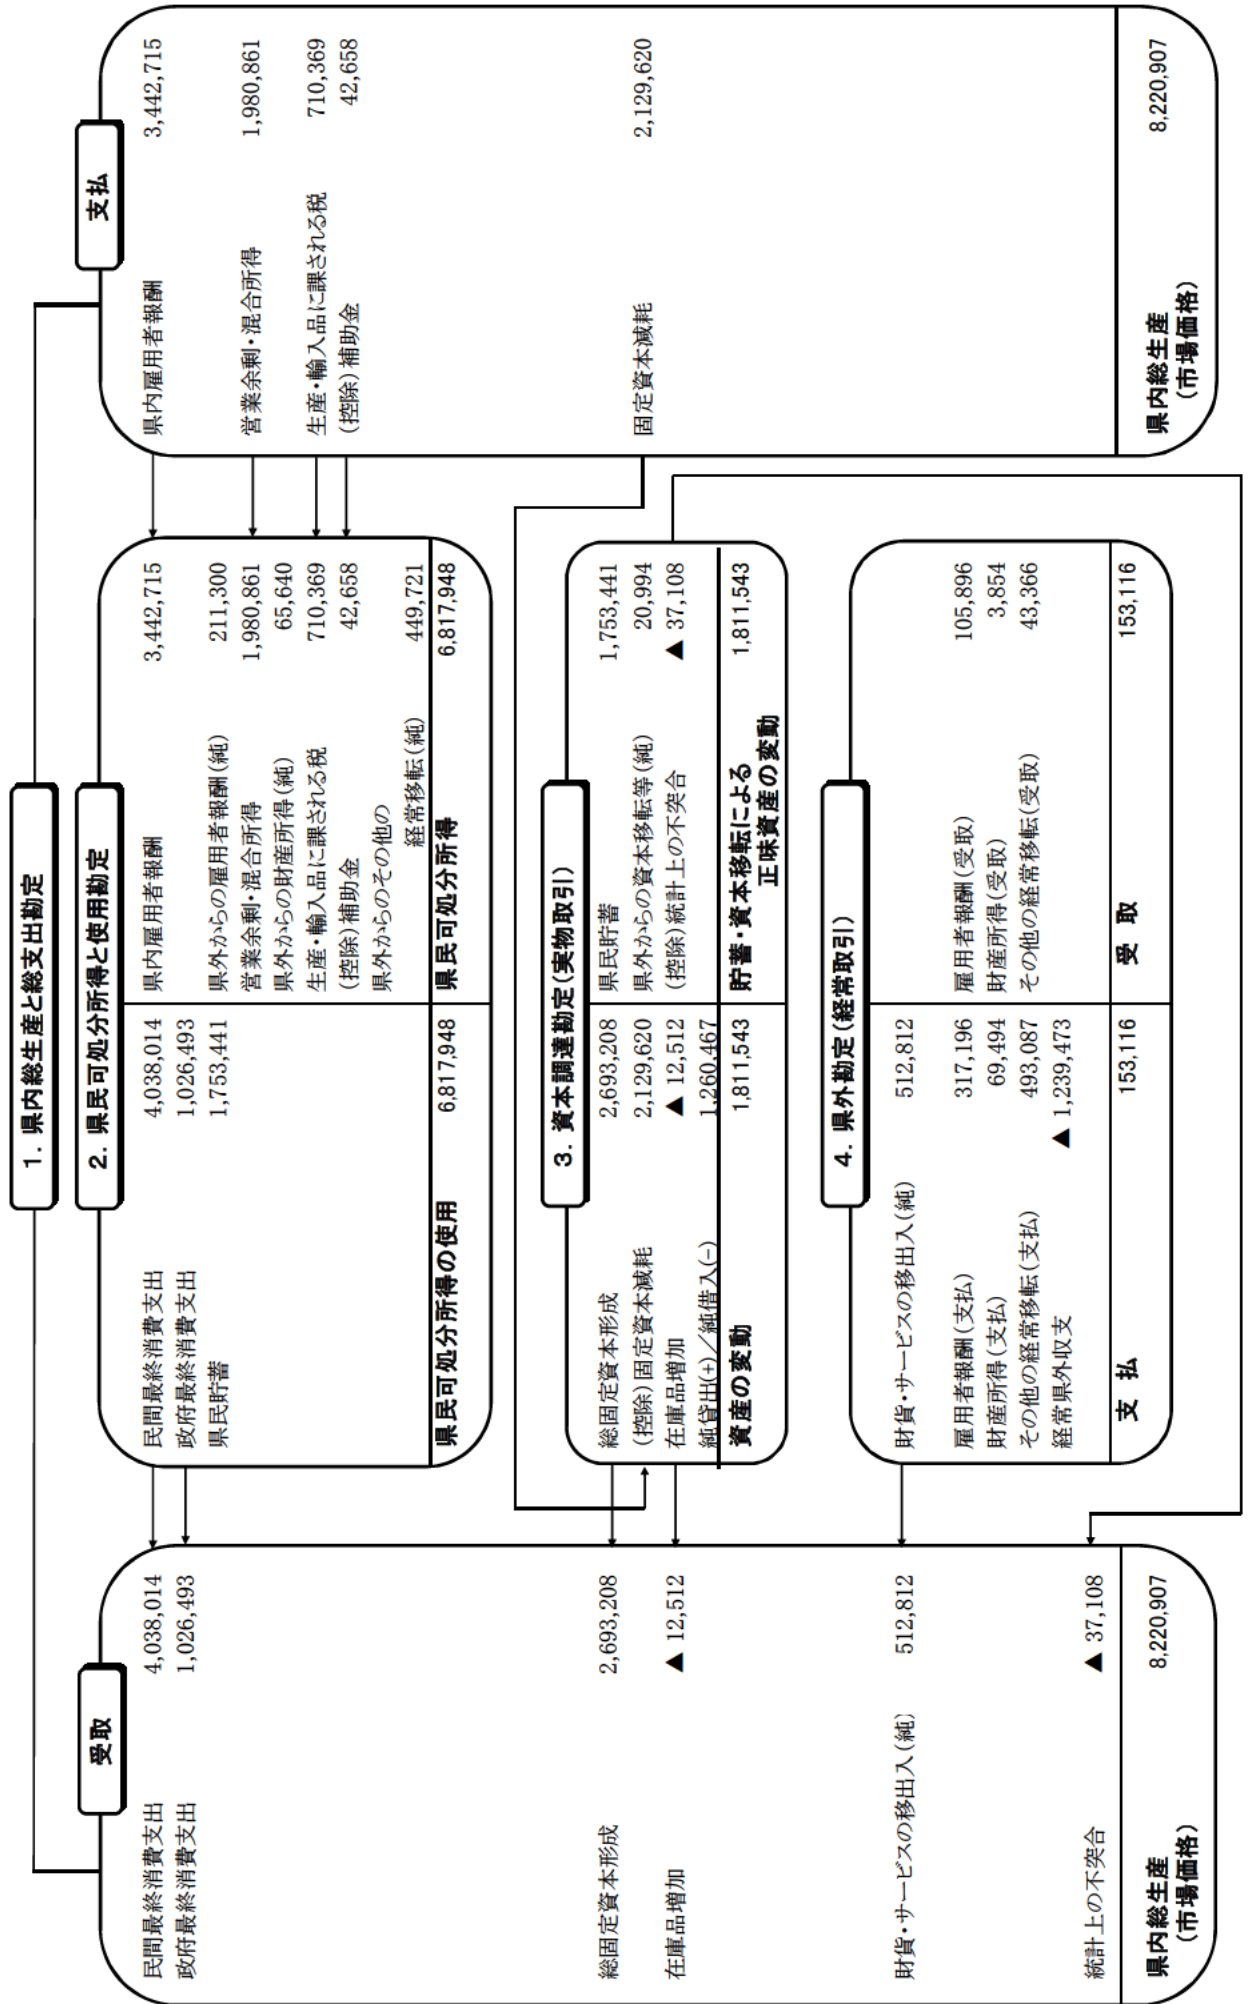 1．県内総生産と総支出勘定
受取
民間最終消費支出 4,038,014
政府最終消費支出 1,026,493
総固定資本形成 2,693,208
在庫品増加 ▲ 12,512
財貨・サービスの移出入（純） 512,812
統計上の不突合 ▲ 37,108
県内総生産 8,220,907
（市場価格）
2．県民可処分所得と使用勘定
民間最終消費支出 4,038,014
政府最終消費支出 1,026,493
県民貯蓄 1,753,441
県民可処分所得の使用 6,817,948
県内雇用者報酬 3,442,715
県外からの雇用者報酬（純） 211,300
営業余剰・混合所得 1,980,861
県外からの財産所得（純） 65,640
生産・輸入品に課される税 710,369
（控除）補助金 42,658
県外からのその他の
経常移転（純） 449,721
県民可処分所得 6,817,948
3．資本調達勘定（実物取引）
総固定資本形成 2,693,208
（控除）固定資本減耗 2,129,620
在庫品増加 ▲ 12,512
純貸出(+)／純借入(−) 1,260,467
資産の変動 1,811,543
県民貯蓄 1,753,441
県外からの資本移転等（純） 20,994
（控除）統計上の不突合 ▲ 37,108
貯蓄・資本移転による 1,811,543
正味資産の変動
4．県外勘定（経常取引）
財貨・サービスの移出入（純） 512,812
雇用者報酬（支払） 317,196
財産所得（支払） 69,494
その他の経常移転（支払） 493,087
経常県外収支 ▲ 1,239,473
支 払 153,116
雇用者報酬（受取） 105,896
財産所得（受取） 3,854
その他の経常移転（受取） 43,366
受 取 153,116
支払
県内雇用者報酬 3,442,715
営業余剰・混合所得 1,980,861
生産・輸入品に課される税 710,369
（控除）補助金 42,658
固定資本減耗 2,129,620
県内総生産 8,220,907
（市場価格）